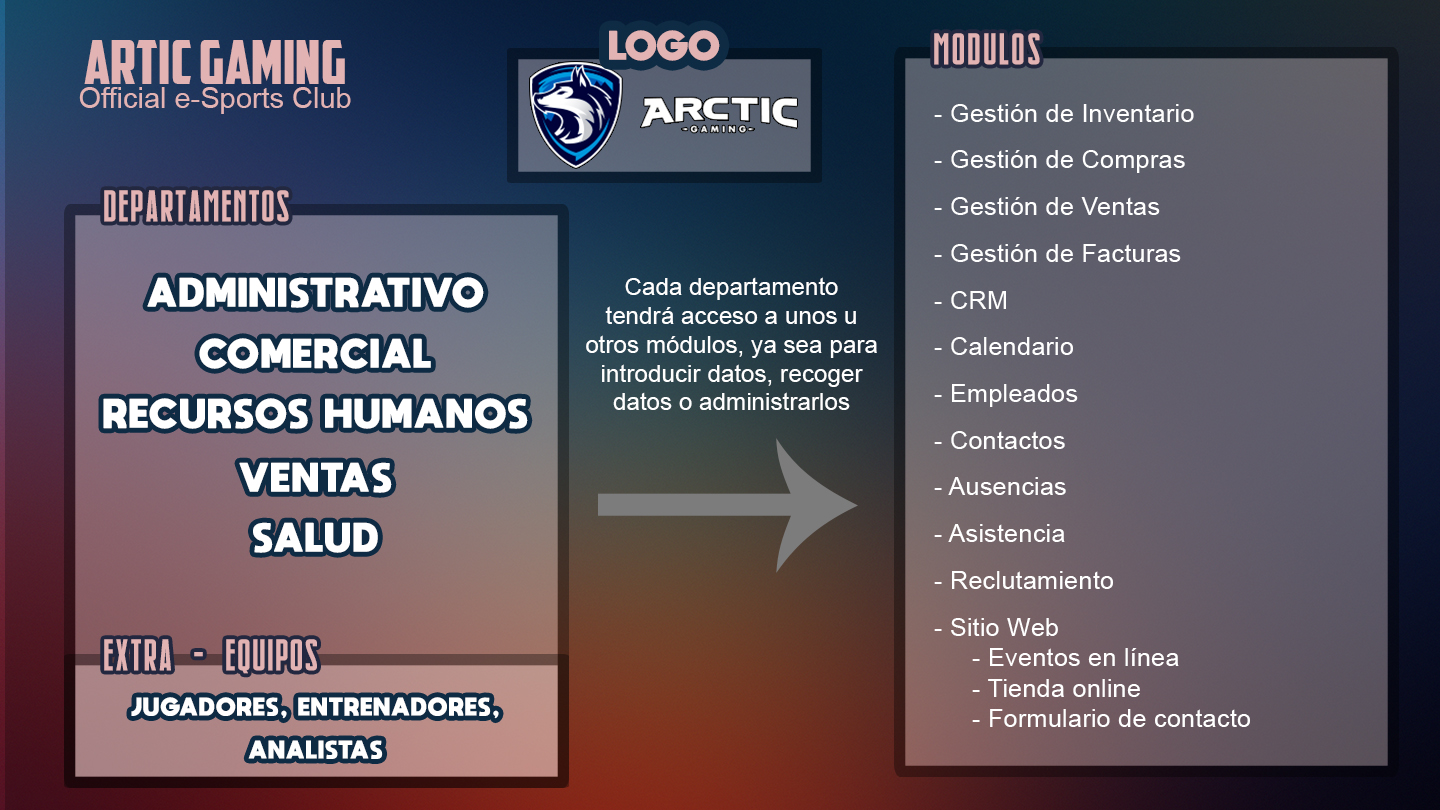 ARTIC GAMING
Official e-Sports Club
LOGO
ARCTIC
-GAMING-
DEPARTAMENTOS
ADMINISTRATIVO
COMERCIAL
RECURSOS HUMANOS
VENTAS
SALUD
EXTRA - EQUIPOS
JUGADORES, ENTRENADORES,
ANALISTAS
Cada departamento
tendrá acceso a unos u
otros módulos, ya sea para
introducir datos, recoger
datos o administrarlos
MODULOS
- Gestión de Inventario
- Gestión de Compras
- Gestión de Ventas
- Gestión de Facturas
- CRM
- Calendario
- Empleados
- Contactos
- Ausencias
- Asistencia
- Reclutamiento
- Sitio Web
- Eventos en línea
- Tienda online
- Formulario de contacto